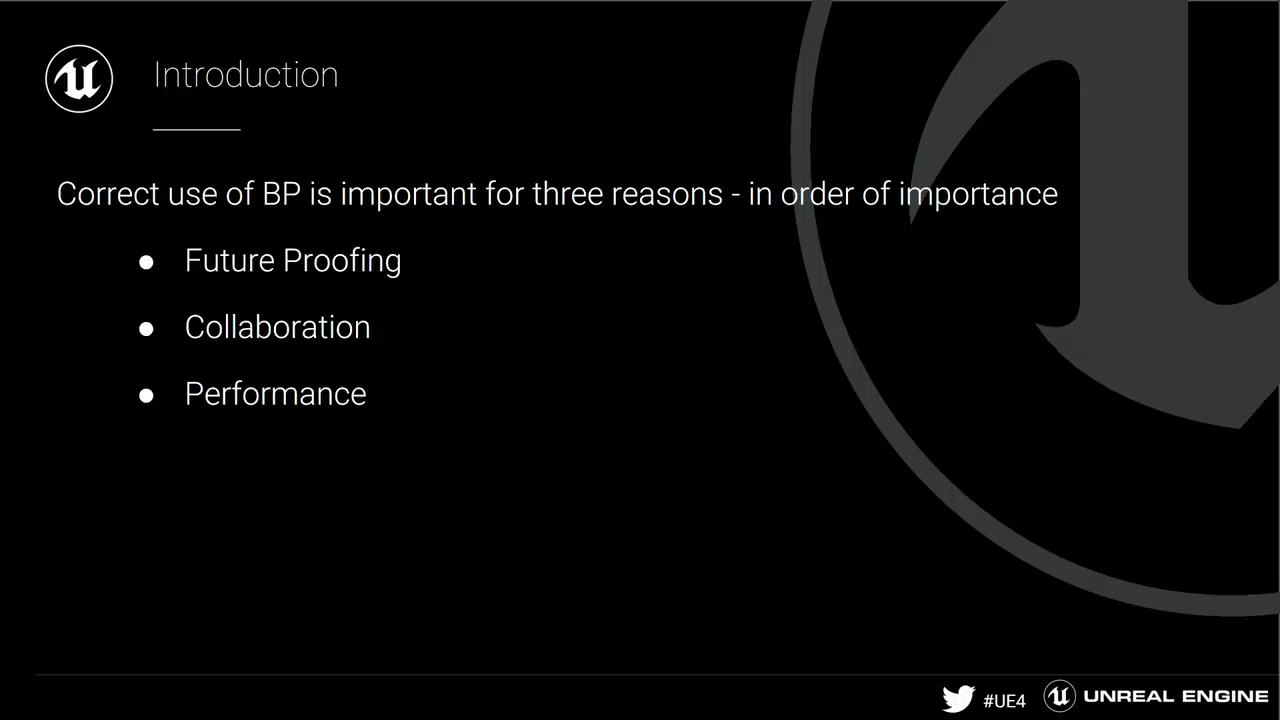 Introduction
Correct use of BP is important for three reasons - in order of importance
● Future Proofing
● Collaboration
● Performance
#UE4 UNREAL ENGINE